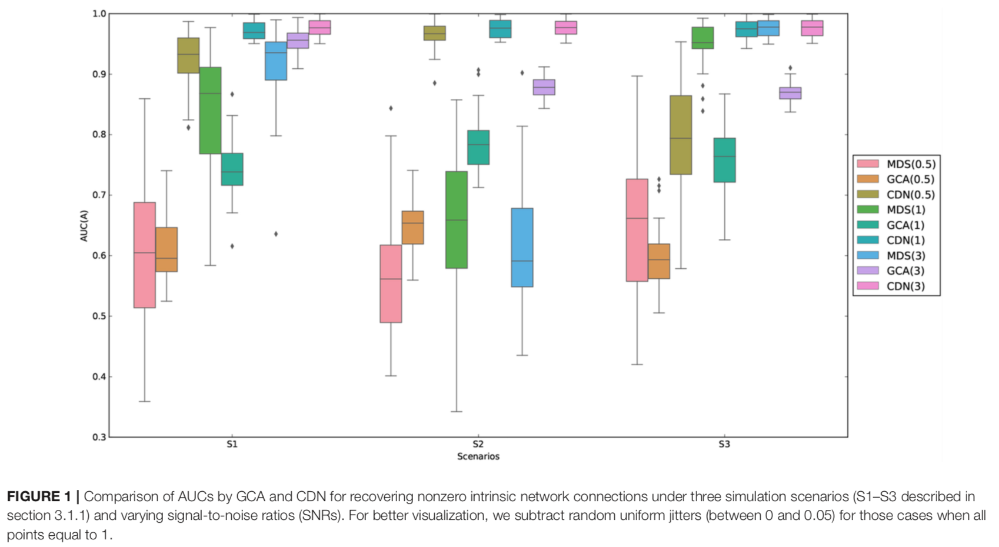 1.0
0.9
0.8
0.7
0.6
0.5
0.4
0.3
AUC(A)
S1
S2
S3
Scenarios
MDS(0.5)
GCA(0.5)
CDN(0.5)
MDS(1)
GCA(1)
CDN(1)
MDS(3)
GCA(3)
CDN(3)
FIGURE 1 | Comparison of AUCs by GCA and CDN for recovering nonzero intrinsic network connections under three simulation scenarios (S1–S3 described in
section 3.1.1) and varying signal-to-noise ratios (SNRs). For better visualization, we subtract random uniform jitters (between 0 and 0.05) for those cases when all
points equal to 1.